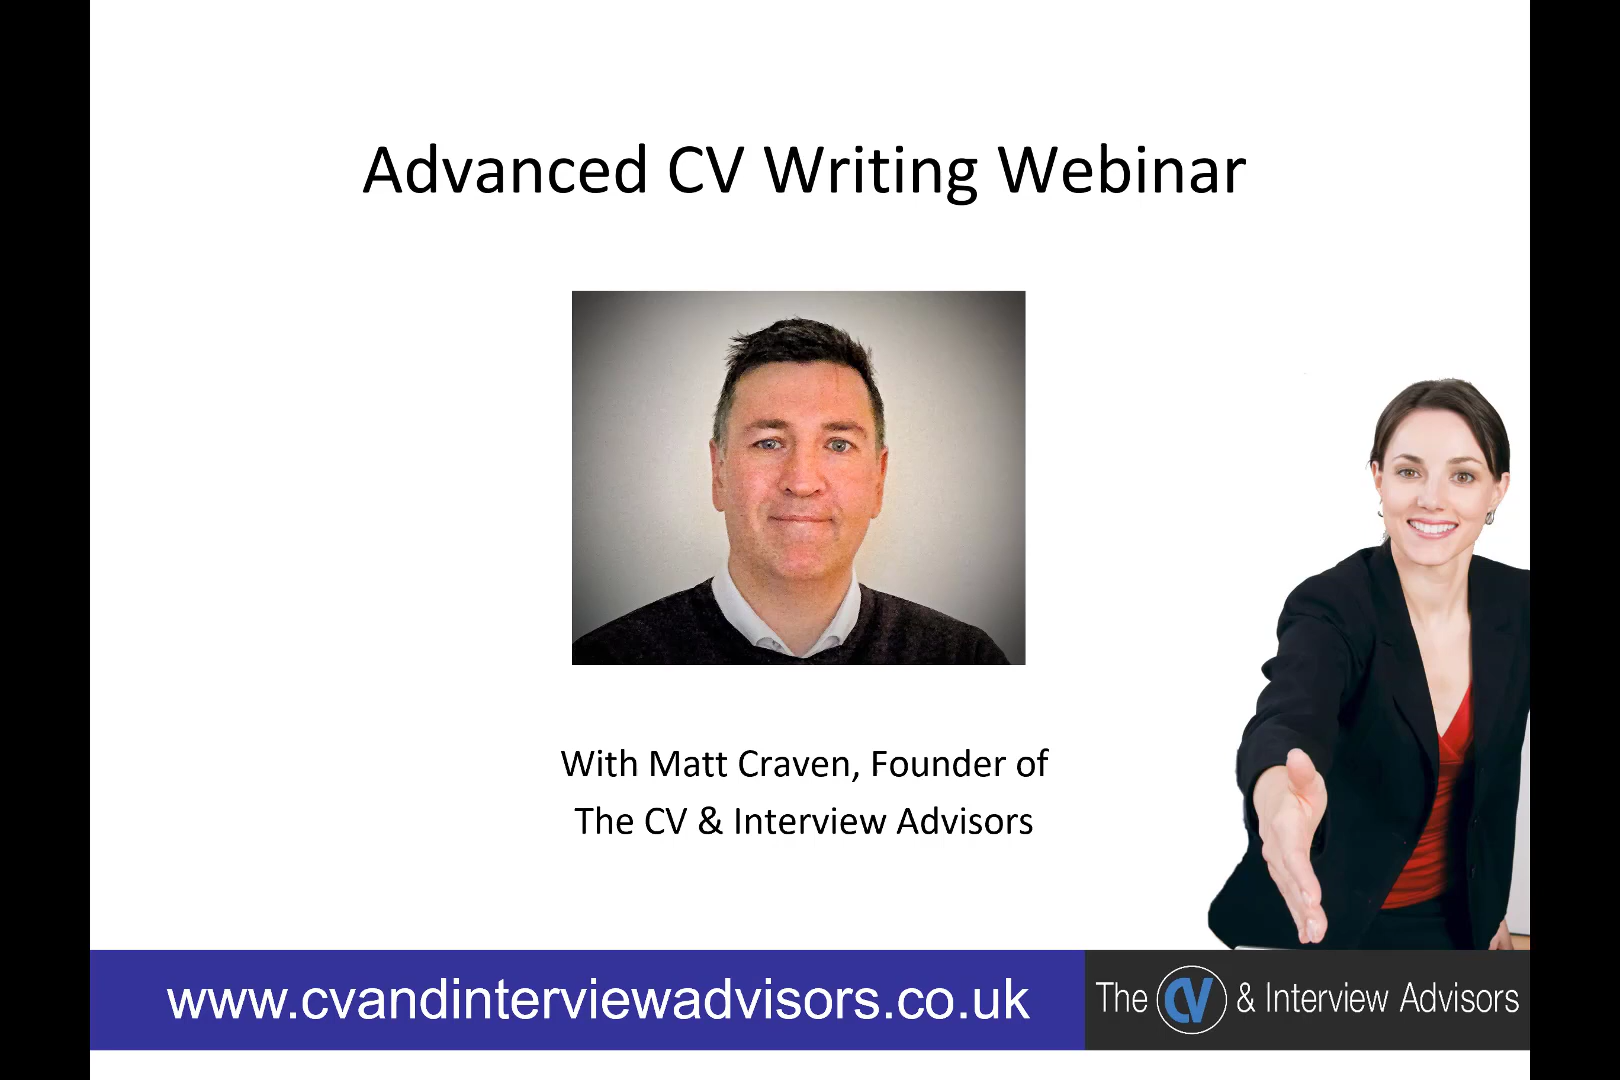 Advanced CV Writing Webinar
With Matt Craven, Founder of
The CV & Interview Advisors
www.cvandinterviewadvisors.co.uk
The CV & Interview Advisors